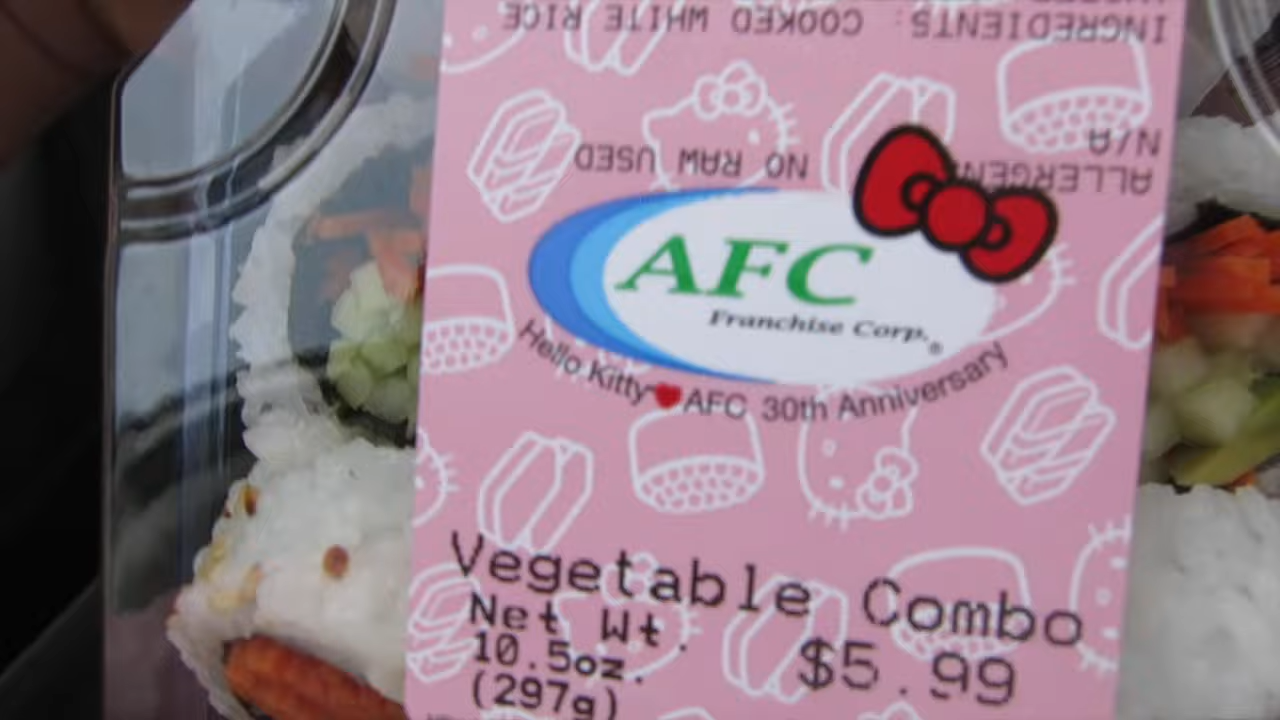 INGREDIENTS: COOKED WHITE RICE
N/A
ALLERGEN
NO RAW USED
AFC
Franchise Corp.®
Hello Kitty AFC 30th Anniversary
Vegetable Combo
Net Wt.
10.5oz.
(297g)
$5.99